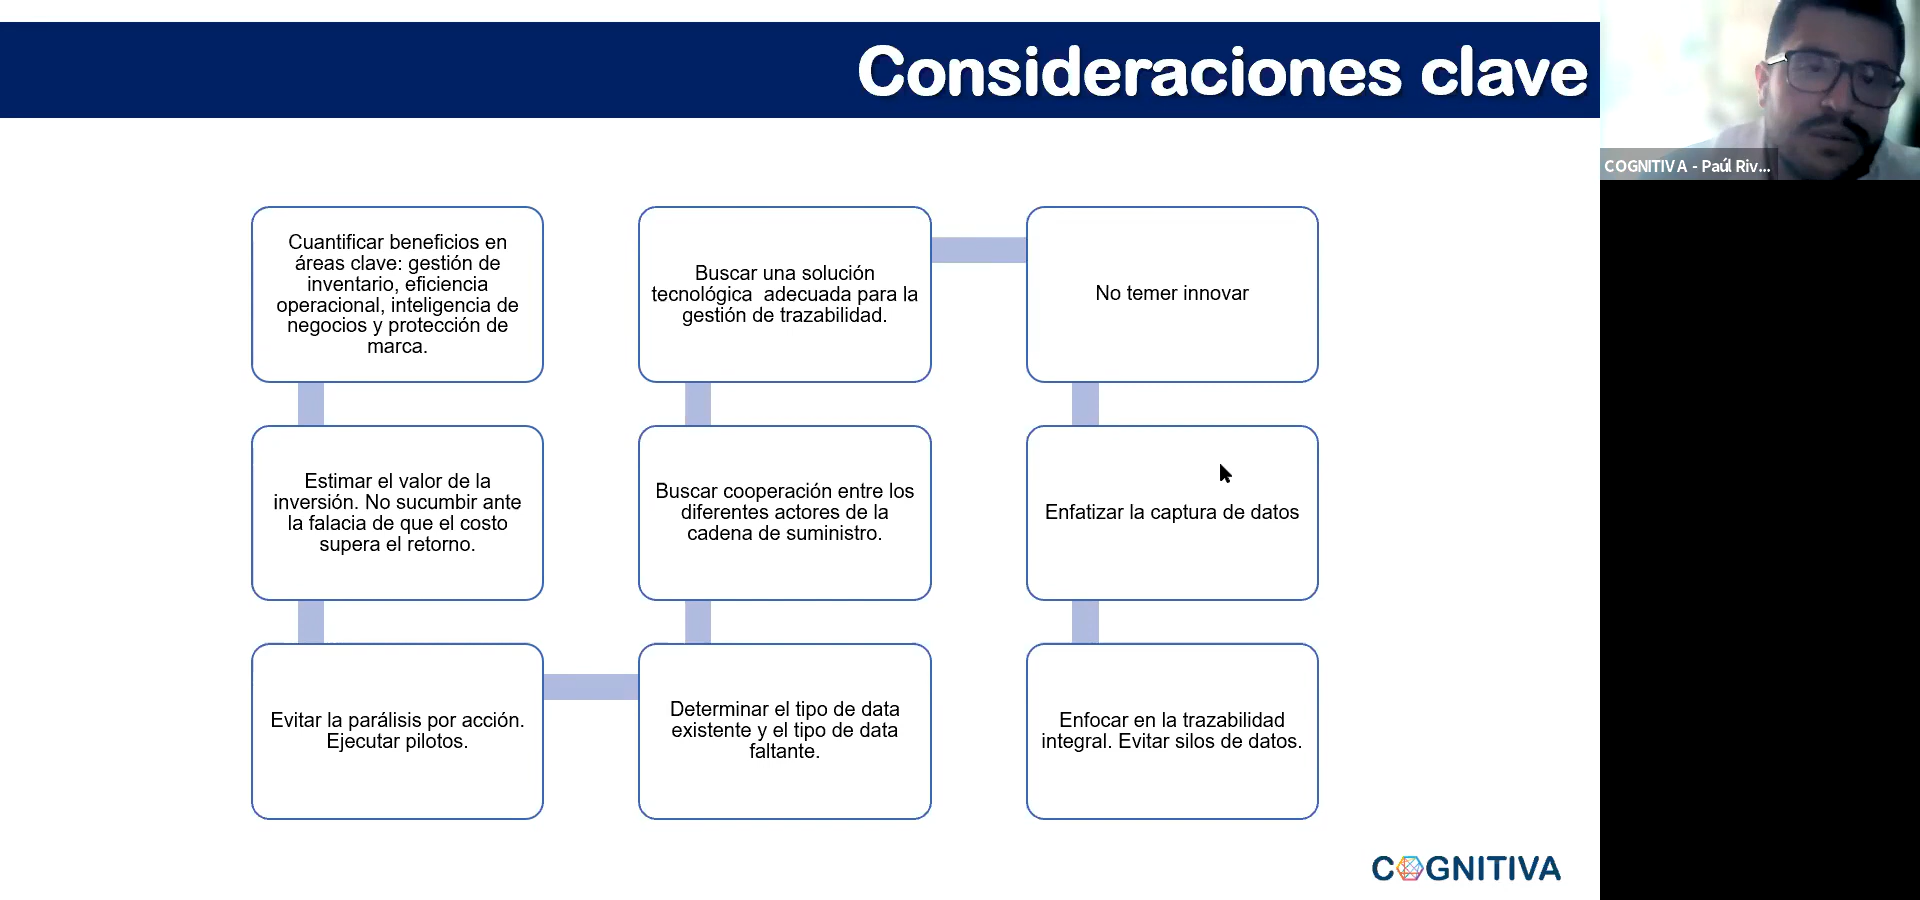 Consideraciones clave
COGNITIVA - Paúl Riv...
Cuantificar beneficios en
áreas clave: gestión de
inventario, eficiencia
operacional, inteligencia de
negocios y protección de
marca.
Estimar el valor de la
inversión. No sucumbir ante
la falacia de que el costo
supera el retorno.
Evitar la parálisis por acción.
Ejecutar pilotos.
Determinar el tipo de data
existente y el tipo de data
faltante.
Buscar cooperación entre los
diferentes actores de la
cadena de suministro.
Buscar una solución
tecnológica  adecuada para la
gestión de trazabilidad.
No temer innovar
Enfatizar la captura de datos
Enfocar en la trazabilidad
integral. Evitar silos de datos.
COGNITIVA